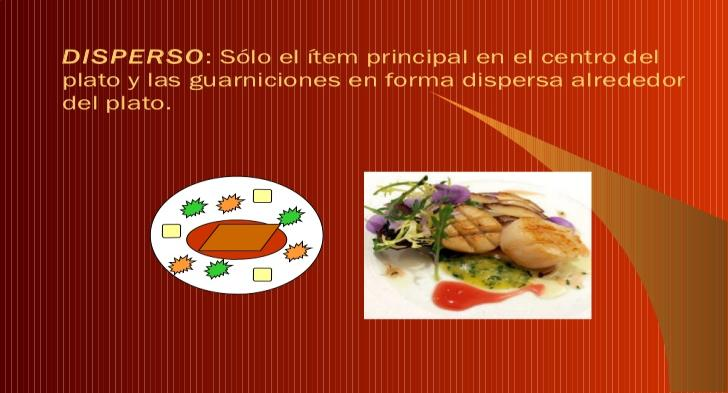 DISPERSO: Sólo el ítem principal en el centro del
plato y las guarniciones en forma dispersa alrededor
del plato.